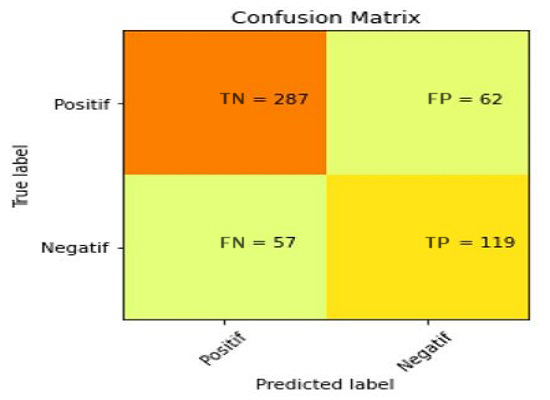 Confusion Matrix
Positif
TN = 287
FP = 62
True label
Negatif
FN = 57
TP = 119
Positif
Negatif
Predicted label